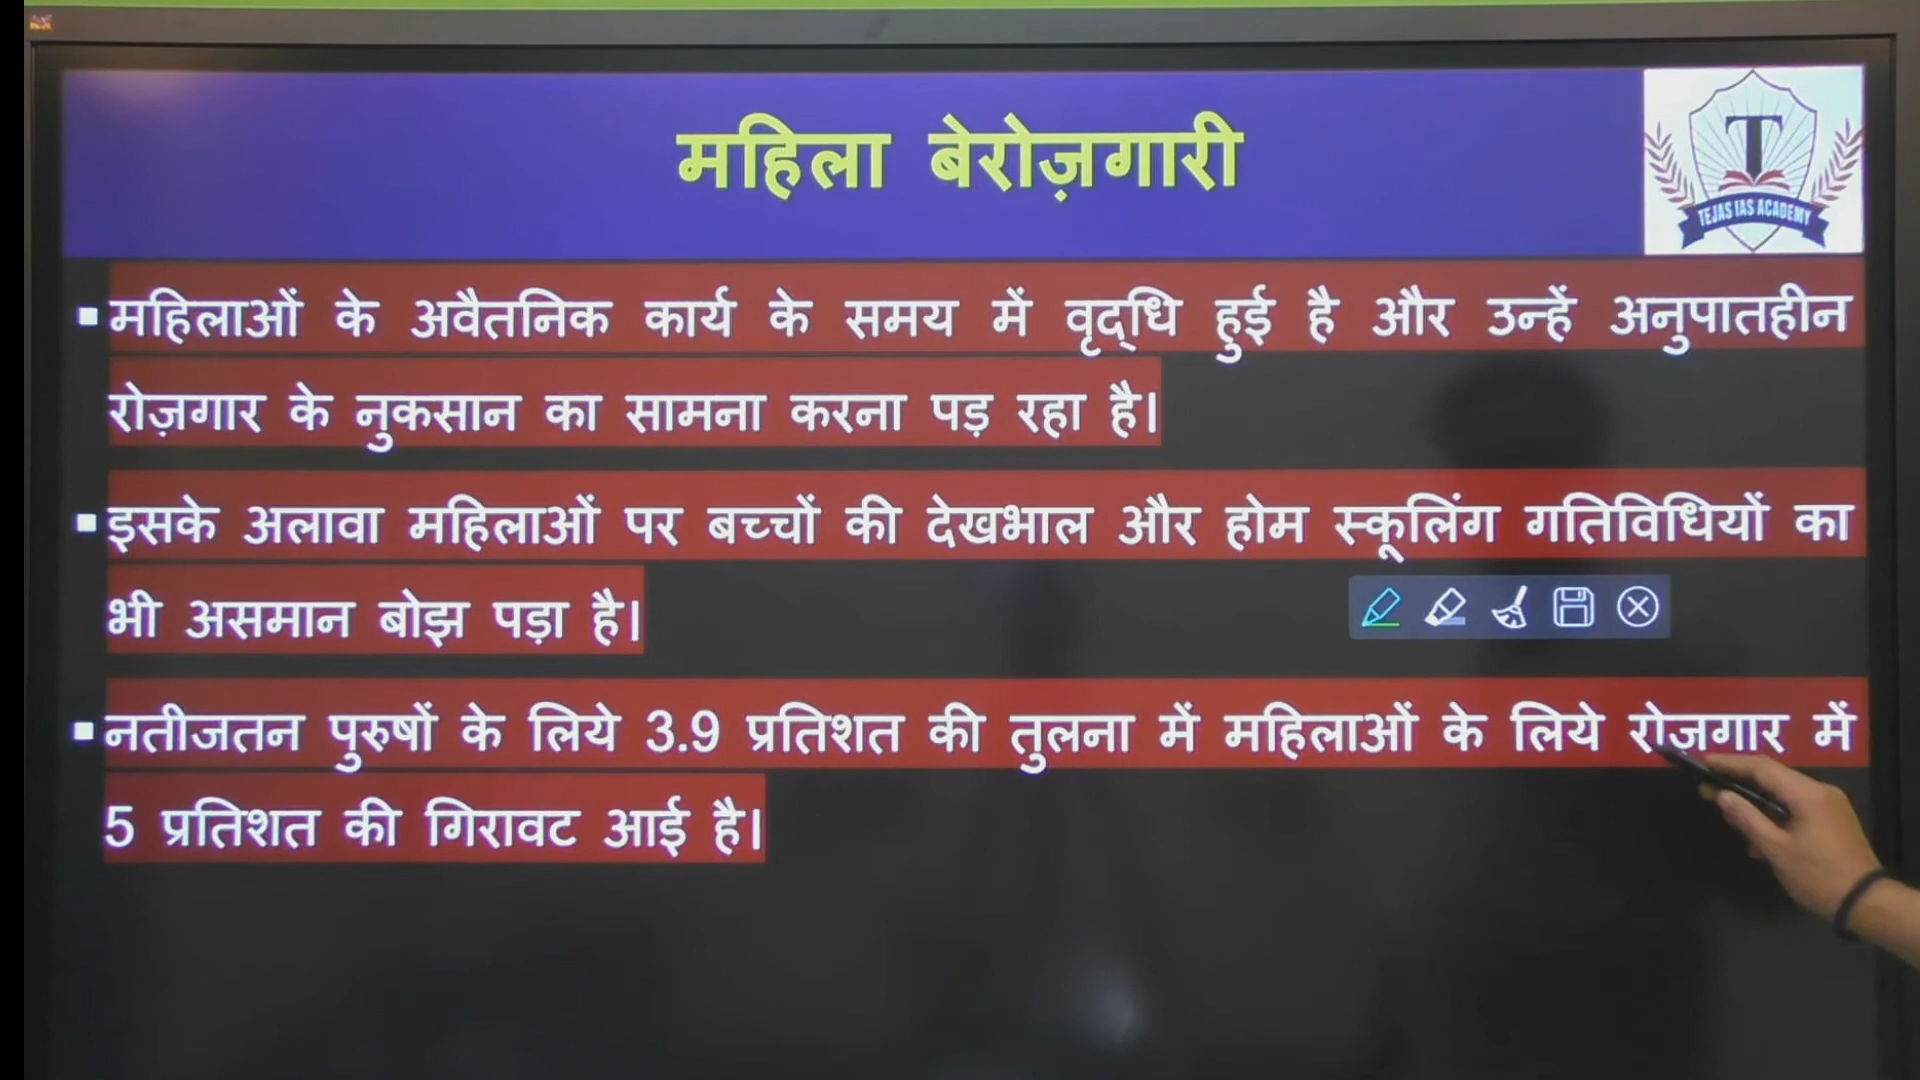 महिला बेरोज़गारी
T
TEJAS IAS ACADEMY
▪ महिलाओं के अवैतनिक कार्य के समय में वृद्धि हुई है और उन्हें अनुपातहीन
रोज़गार के नुकसान का सामना करना पड़ रहा है।
▪ इसके अलावा महिलाओं पर बच्चों की देखभाल और होम स्कूलिंग गतिविधियों का
भी असमान बोझ पड़ा है।
▪ नतीजतन पुरुषों के लिये 3.9 प्रतिशत की तुलना में महिलाओं के लिये रोज़गार में
5 प्रतिशत की गिरावट आई है।